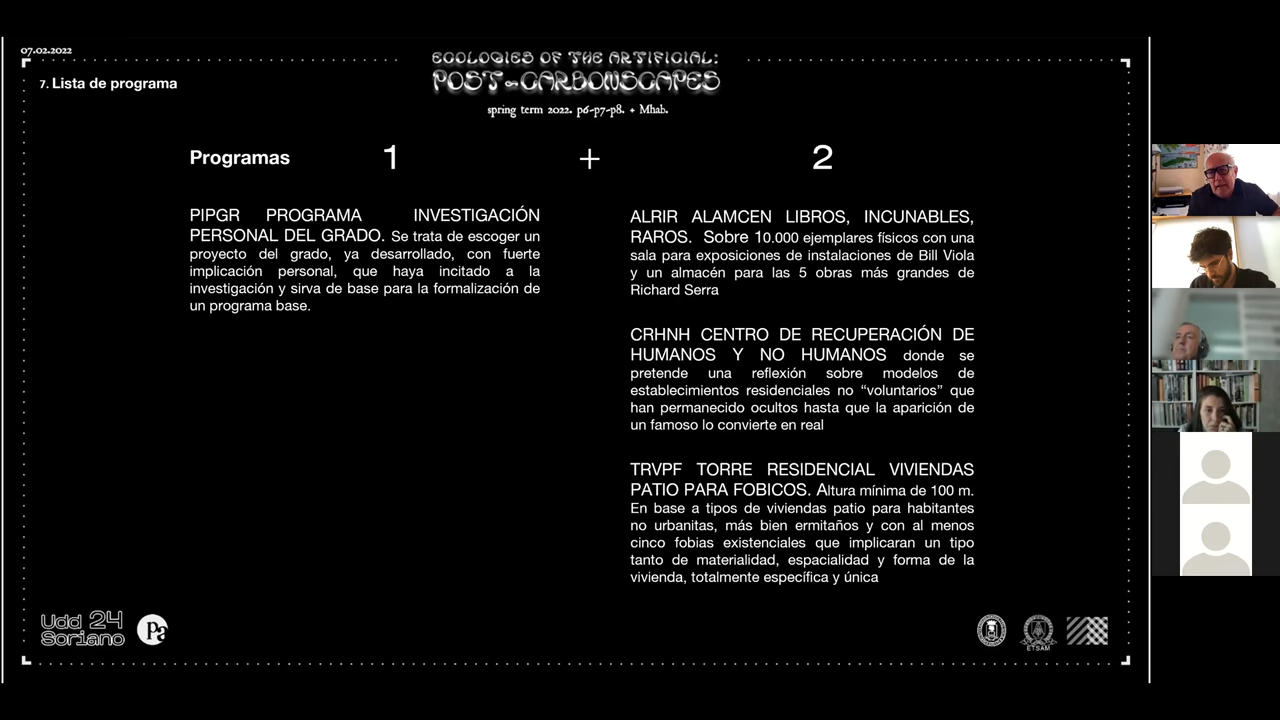 07.02.2022
ECOLOGIES OF THE ARTIFICIAL:
POST-CARBONSCAPES
spring term 2022. p6-p7-p8. + Mhab.
7. Lista de programa
Programas 1 + 2
PIPGR PROGRAMA INVESTIGACIÓN
PERSONAL DEL GRADO. Se trata de escoger un
proyecto del grado, ya desarrollado, con fuerte
implicación personal, que haya incitado a la
investigación y sirva de base para la formalización de
un programa base.
ALRIR ALAMCEN LIBROS, INCUNABLES,
RAROS. Sobre 10.000 ejemplares físicos con una
sala para exposiciones de instalaciones de Bill Viola
y un almacén para las 5 obras más grandes de
Richard Serra
CRHNH CENTRO DE RECUPERACIÓN DE
HUMANOS Y NO HUMANOS donde se
pretende una reflexión sobre modelos de
establecimientos residenciales no “voluntarios” que
han permanecido ocultos hasta que la aparición de
un famoso lo convierte en real
TRVPF TORRE RESIDENCIAL VIVIENDAS
PATIO PARA FOBICOS. Altura mínima de 100 m.
En base a tipos de viviendas patio para habitantes
no urbanitas, más bien ermitaños y con al menos
cinco fobias existenciales que implicaran un tipo
tanto de materialidad, espacialidad y forma de la
vivienda, totalmente específica y única
Udd 24
Soriano
Pa
ETSAM